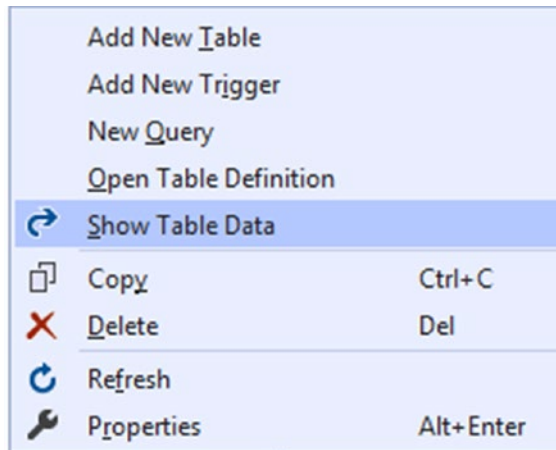 Add New Table
Add New Trigger
New Query
Open Table Definition
Show Table Data
Copy Ctrl+C
Delete Del
Refresh
Properties Alt+Enter